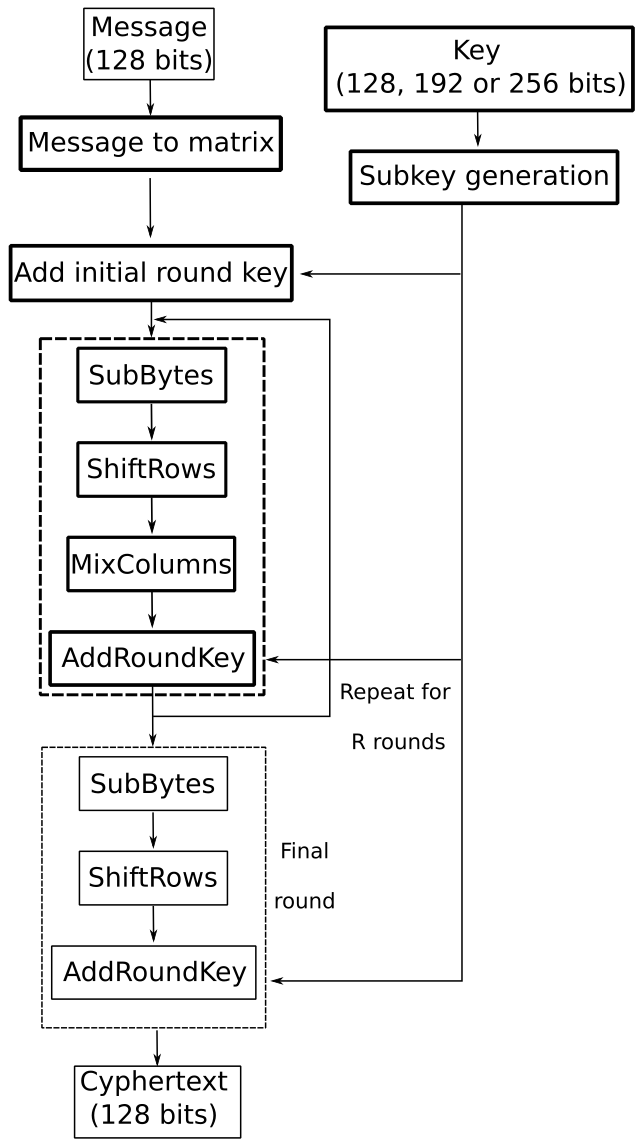 Message
(128 bits)
Key
(128, 192 or 256 bits)
Message to matrix
Subkey generation
Add initial round key
SubBytes
ShiftRows
MixColumns
AddRoundKey
Repeat for
R rounds
SubBytes
ShiftRows
AddRoundKey
Final
round
Cyphertext
(128 bits)